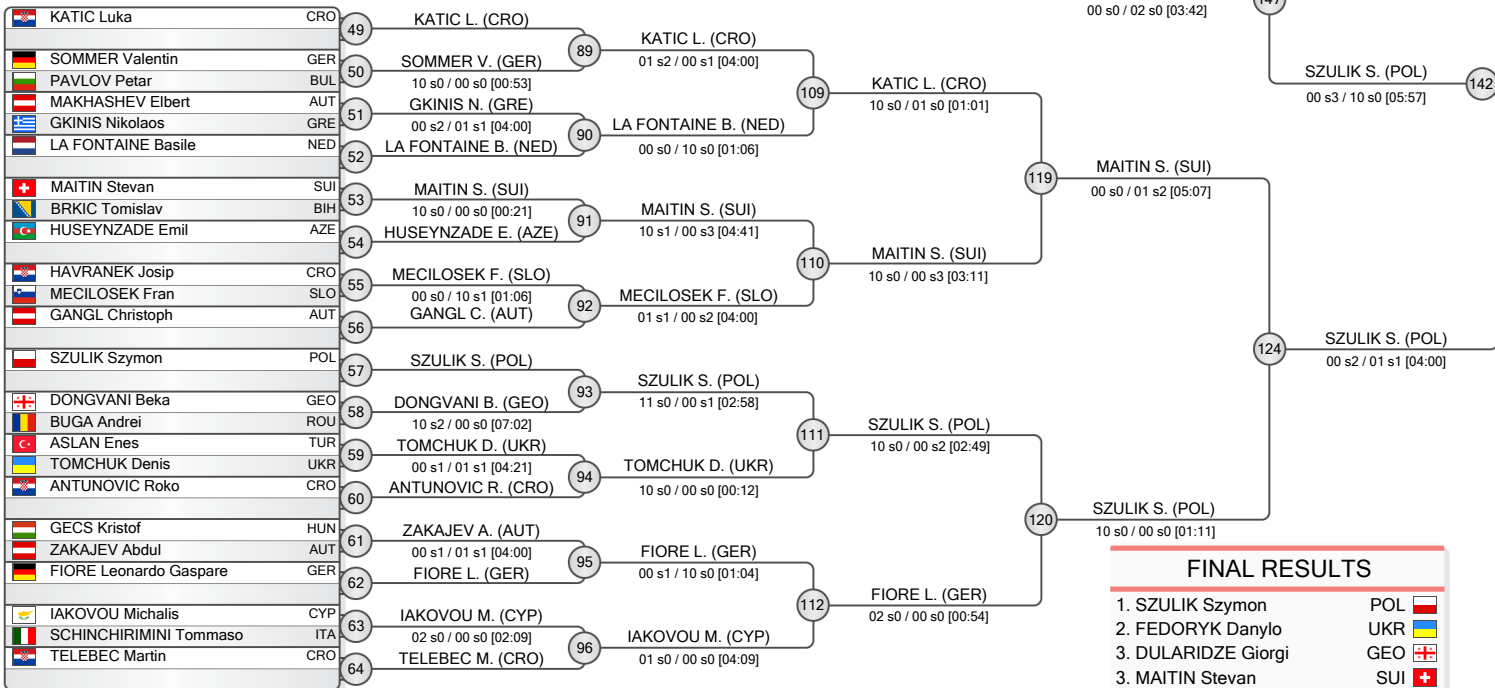 KATIC Luka CRO
SOMMER Valentin GER
PAVLOV Petar BUL
MAKHASHEV Elbert AUT
GKINIS Nikolaos GRE
LA FONTAINE Basile NED
MAITIN Stevan SUI
BRKIC Tomislav BIH
HUSEYNZADE Emil AZE
HAVRANEK Josip CRO
MECILOSEK Fran SLO
GANGL Christoph AUT
SZULIK Szymon POL
DONGVANI Beka GEO
BUGA Andrei ROU
ASLAN Enes TUR
TOMCHUK Denis UKR
ANTUNOVIC Roko CRO
GECS Kristof HUN
ZAKAJEV Abdul AUT
FIORE Leonardo Gaspare GER
IAKOVOU Michalis CYP
SCHINCHIRIMINI Tommaso ITA
TELEBEC Martin CRO
49
50
51
52
53
54
55
56
57
58
59
60
61
62
63
64
KATIC L. (CRO)
SOMMER V. (GER)
10 s0 / 00 s0 [00:53]
GKINIS N. (GRE)
00 s2 / 01 s1 [04:00]
LA FONTAINE B. (NED)
MAITIN S. (SUI)
10 s0 / 00 s0 [00:21]
HUSEYNZADE E. (AZE)
MECILOSEK F. (SLO)
00 s0 / 10 s1 [01:06]
GANGL C. (AUT)
SZULIK S. (POL)
DONGVANI B. (GEO)
10 s2 / 00 s0 [07:02]
TOMCHUK D. (UKR)
00 s1 / 01 s1 [04:21]
ANTUNOVIC R. (CRO)
ZAKAJEV A. (AUT)
00 s1 / 01 s1 [04:00]
FIORE L. (GER)
IAKOVOU M. (CYP)
02 s0 / 00 s0 [02:09]
TELEBEC M. (CRO)
89
90
91
92
93
94
95
96
KATIC L. (CRO)
01 s2 / 00 s1 [04:00]
LA FONTAINE B. (NED)
00 s0 / 10 s0 [01:06]
MAITIN S. (SUI)
10 s1 / 00 s3 [04:41]
MECILOSEK F. (SLO)
01 s1 / 00 s2 [04:00]
SZULIK S. (POL)
11 s0 / 00 s1 [02:58]
TOMCHUK D. (UKR)
10 s0 / 00 s0 [00:12]
FIORE L. (GER)
00 s1 / 10 s0 [01:04]
IAKOVOU M. (CYP)
01 s0 / 00 s0 [04:09]
109
110
111
112
KATIC L. (CRO)
10 s0 / 01 s0 [01:01]
MAITIN S. (SUI)
10 s0 / 00 s3 [03:11]
SZULIK S. (POL)
10 s0 / 00 s2 [02:49]
FIORE L. (GER)
02 s0 / 00 s0 [00:54]
119
120
00 s0 / 02 s0 [03:42]
MAITIN S. (SUI)
00 s0 / 01 s2 [05:07]
SZULIK S. (POL)
10 s0 / 00 s0 [01:11]
124
SZULIK S. (POL)
00 s3 / 10 s0 [05:57]
142
SZULIK S. (POL)
00 s2 / 01 s1 [04:00]
FINAL RESULTS
1. SZULIK Szymon POL
2. FEDORYK Danylo UKR
3. DULARIDZE Giorgi GEO
3. MAITIN Stevan SUI